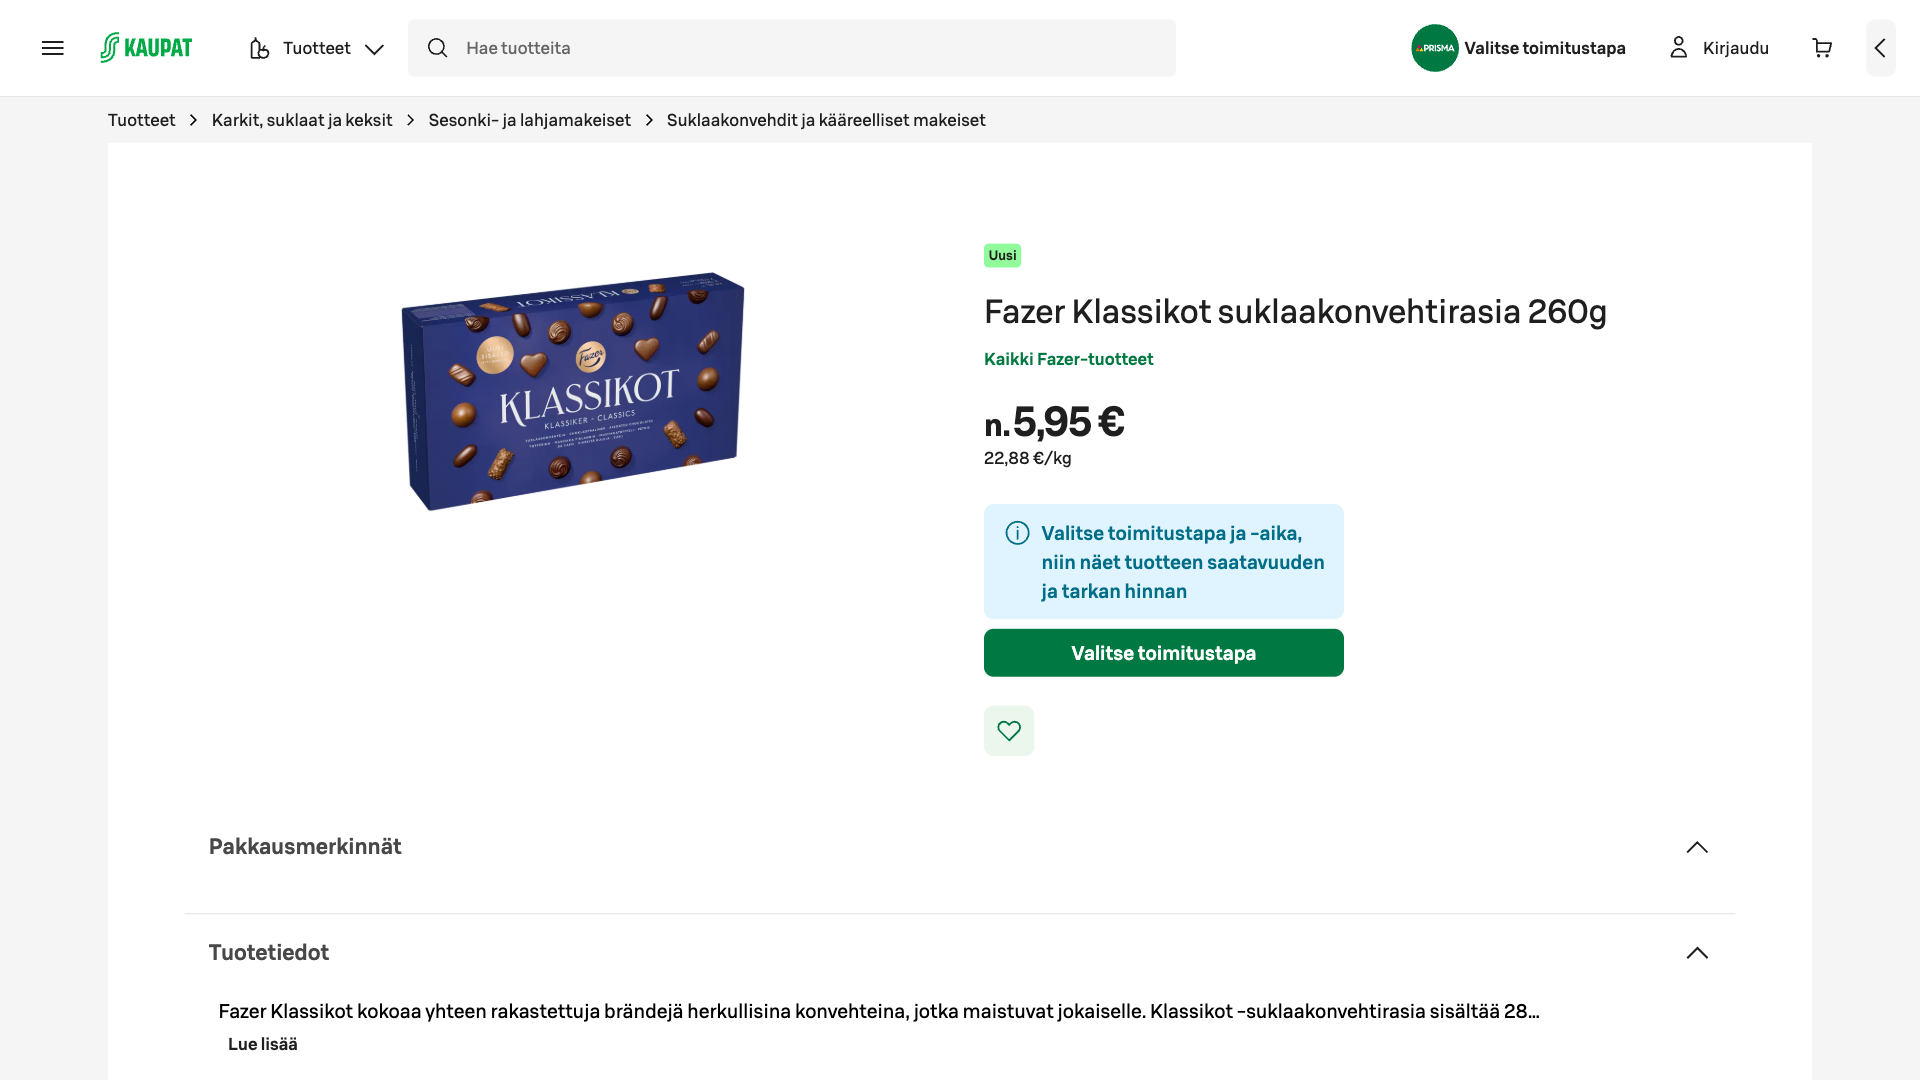 KAUPAT
Tuotteet
Hae tuotteita
PRISMA
Valitse toimitustapa
Kirjaudu
Tuotteet
Karkit, suklaat ja keksit
Sesonki- ja lahjamakeiset
Suklaakonvehdit ja kääreelliset makeiset
KLASSIKOT
Fazer
KLASSIKOT
KLASSIKER - CLASSICS
Uusi
Fazer Klassikot suklaakonvehtirasia 260g
Kaikki Fazer-tuotteet
n. 5,95 €
22,88 €/kg
Valitse toimitustapa ja -aika,
niin näet tuotteen saatavuuden
ja tarkan hinnan
Valitse toimitustapa
Pakkausmerkinnät
Tuotetiedot
Fazer Klassikot kokoaa yhteen rakastettuja brändejä herkullisina konvehteina, jotka maistuvat jokaiselle. Klassikot -suklaakonvehtirasia sisältää 28...
Lue lisää